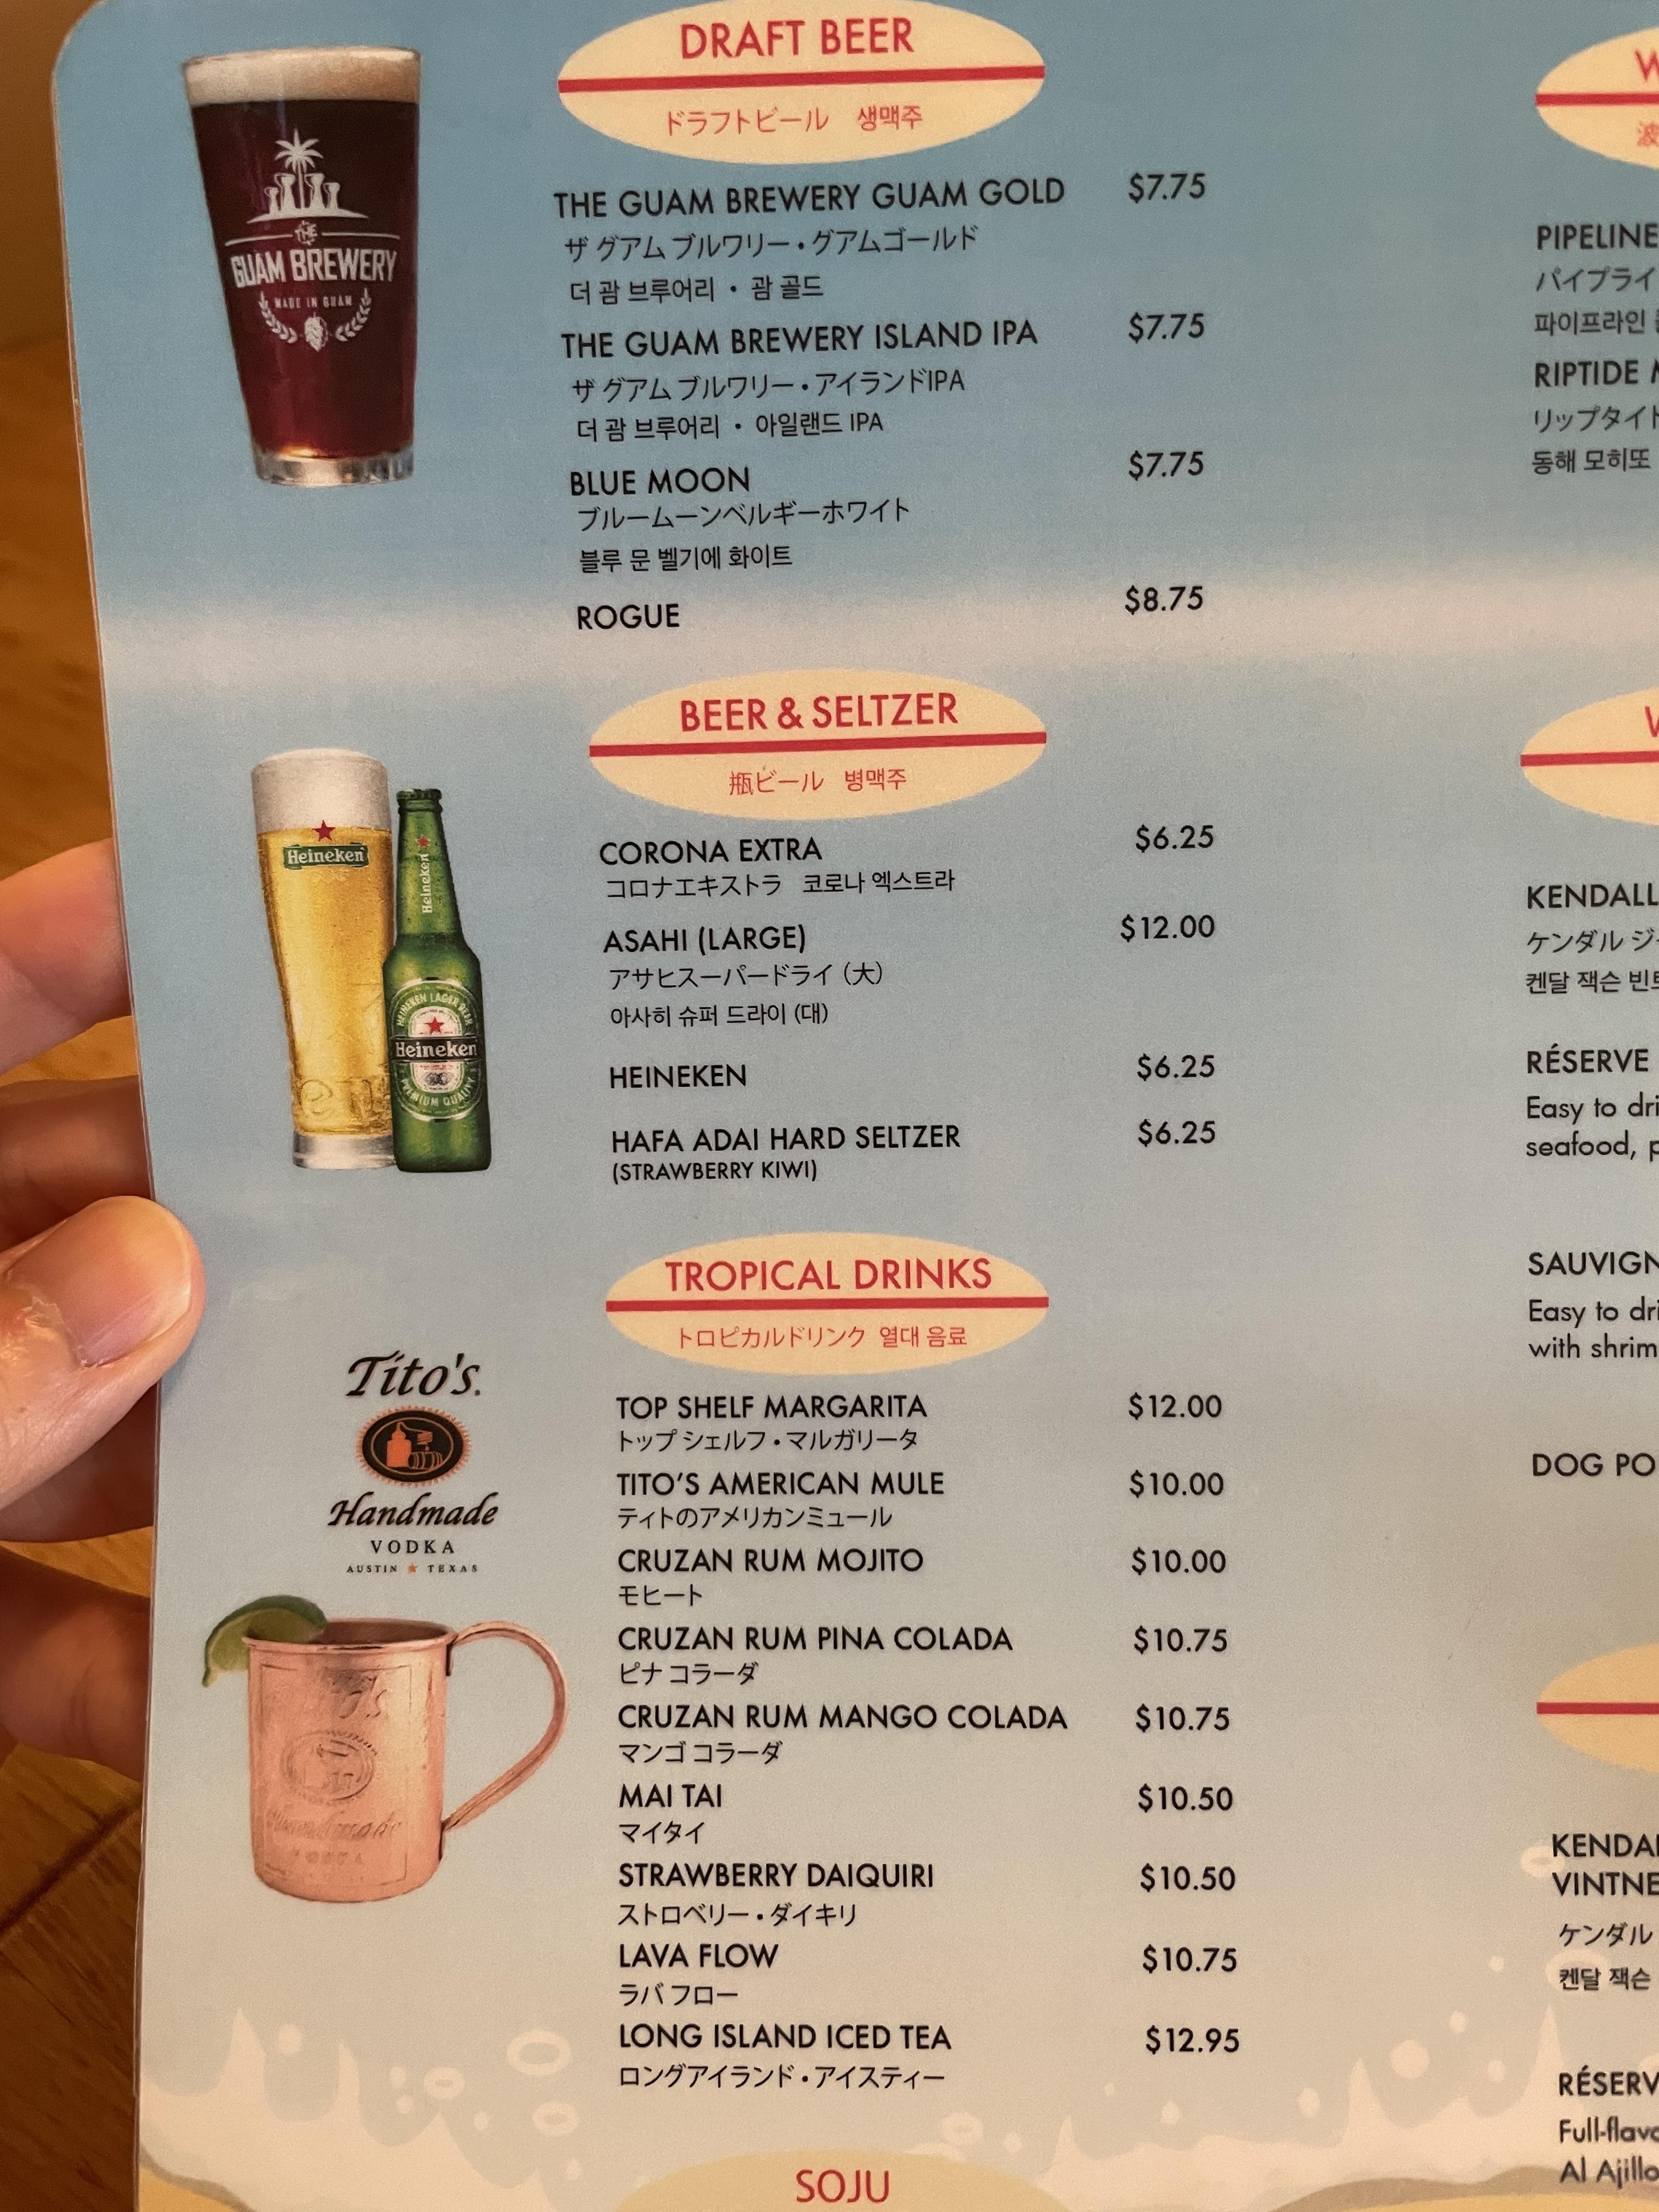 DRAFT BEER
ドラフトビール 생맥주
THE GUAM BREWERY GUAM GOLD $7.75
ザ グアム ブルワリー・グアムゴールド
더 괌 브루어리 · 괌 골드
THE GUAM BREWERY ISLAND IPA $7.75
ザ グアム ブルワリー・アイランドIPA
더 괌 브루어리 · 아일랜드 IPA
BLUE MOON $7.75
ブルームーンベルギーホワイト
블루 문 벨기에 화이트
ROGUE $8.75
THE
GUAM BREWERY
MADE IN GUAM
BEER & SELTZER
瓶ビール 병맥주
CORONA EXTRA $6.25
コロナエキストラ 코로나 엑스트라
ASAHI (LARGE) $12.00
アサヒスーパードライ（大）
아사히 슈퍼 드라이 (대)
HEINEKEN $6.25
HAFA ADAI HARD SELTZER $6.25
(STRAWBERRY KIWI)
Heineken
Heineken
HEINEKEN LAGER BEER
Heineken
PREMIUM QUALITY
TROPICAL DRINKS
トロピカルドリンク 열대 음료
TOP SHELF MARGARITA $12.00
トップ シェルフ・マルガリータ
TITO'S AMERICAN MULE $10.00
ティトのアメリカンミュール
CRUZAN RUM MOJITO $10.00
モヒート
CRUZAN RUM PINA COLADA $10.75
ピナ コラーダ
CRUZAN RUM MANGO COLADA $10.75
マンゴ コラーダ
MAI TAI $10.50
マイタイ
STRAWBERRY DAIQUIRI $10.50
ストロベリー・ダイキリ
LAVA FLOW $10.75
ラバ フロー
LONG ISLAND ICED TEA $12.95
ロングアイランド・アイスティー
Tito's.
Handmade
VODKA
AUSTIN ★ TEXAS
SOJU
PIPELINE
パイプライ
파이프라인
RIPTIDE
リップタイ
동해 모히또
KENDALL
ケンダル ジ
켄달 잭슨
RÉSERVE
Easy to
seafood,
SAUVIGN
Easy to
with
DOG
KENDA
VINTNE
ケンダル
켄달 잭슨
RÉSERV
Full-flavo
Al Ajillo